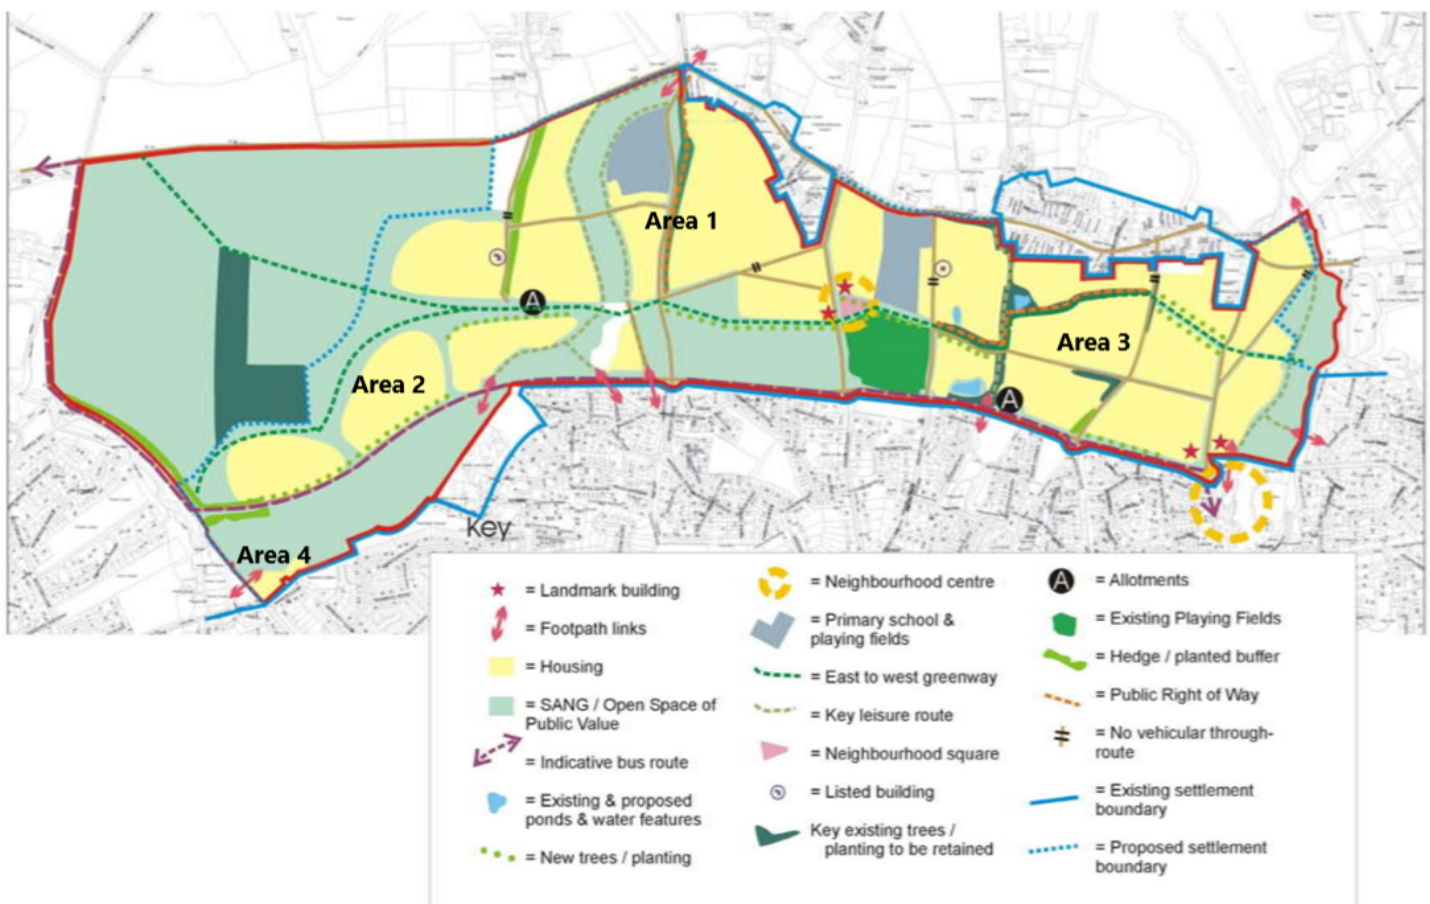 Area 1
Area 3
Area 2
Area 4
A
A
Key
= Landmark building
= Footpath links
= Housing
= SANG / Open Space of
Public Value
= Indicative bus route
= Existing & proposed
ponds & water features
= New trees / planting
= Neighbourhood centre
= Primary school &
playing fields
= East to west greenway
= Key leisure route
= Neighbourhood square
= Listed building
Key existing trees /
planting to be retained
A
= Allotments
= Existing Playing Fields
= Hedge / planted buffer
= Public Right of Way
= No vehicular through-
route
= Existing settlement
boundary
= Proposed settlement
boundary